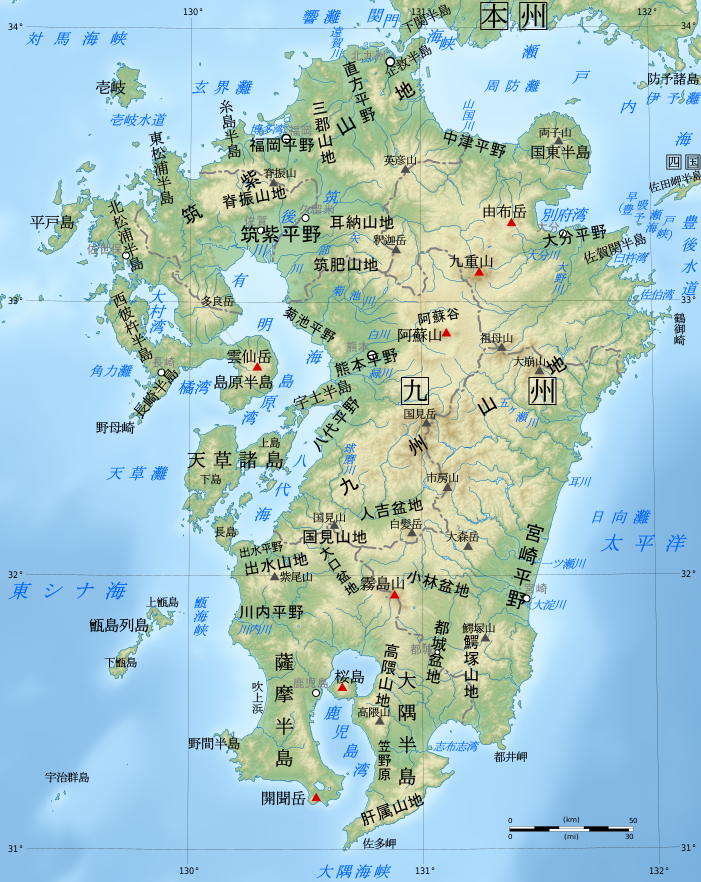 130°
131°
132°
34°
34°
響灘
関門海峡
下関半島
本州
対馬海峡
遠賀川
北九州
企救半島
瀬戸内海
周防灘
防予諸島
伊予灘
壱岐
玄界灘
直方平野
筑紫山地
山国川
壱岐水道
糸島半島
博多湾
福岡
福岡平野
三郡山地
中津平野
両子山
国東半島
東松浦半島
英彦山
四国
佐田岬半島
脊振山
脊振山地
筑後川
久留米
佐賀
筑紫平野
耳納山地
由布岳
別府湾
大分
大分平野
早吸瀬戸
(豊予海峡)
豊後水道
平戸島
北松浦半島
佐世保
釈迦岳
矢部川
筑肥山地
九重山
大分川
大野川
佐賀関半島
臼杵湾
33°
33°
佐伯湾
鶴御崎
有明海
多良岳
大村湾
西彼杵半島
菊池川
菊池平野
阿蘇谷
阿蘇山
白川
熊本
熊本平野
緑川
祖母山
大崩山
雲仙岳
島原半島
島原湾
長崎
角力灘
橘湾
長崎半島
野母崎
宇土半島
八代平野
九州
国見岳
五ヶ瀬川
九州山地
天草諸島
上島
下島
天草灘
八代海
球磨川
市房山
耳川
日向灘
太平洋
長島
国見山
国見山地
人吉盆地
白髪岳
大森岳
宮崎平野
出水平野
出水山地
紫尾山
大口盆地
32°
32°
東シナ海
一ツ瀬川
霧島山
小林盆地
宮崎
大淀川
上甑島
甑海峡
甑島列島
下甑島
川内平野
川内川
都城盆地
都城
鰐塚山
鰐塚山地
高隈山地
薩摩半島
桜島
鹿児島
吹上浜
大隅半島
高隈山
鹿児島湾
笠野原
志布志湾
都井岬
野間半島
宇治群島
開聞岳
肝属山地
佐多岬
大隅海峡
0 (km) 50
0 (mi) 30
31°
31°
130°
131°
132°